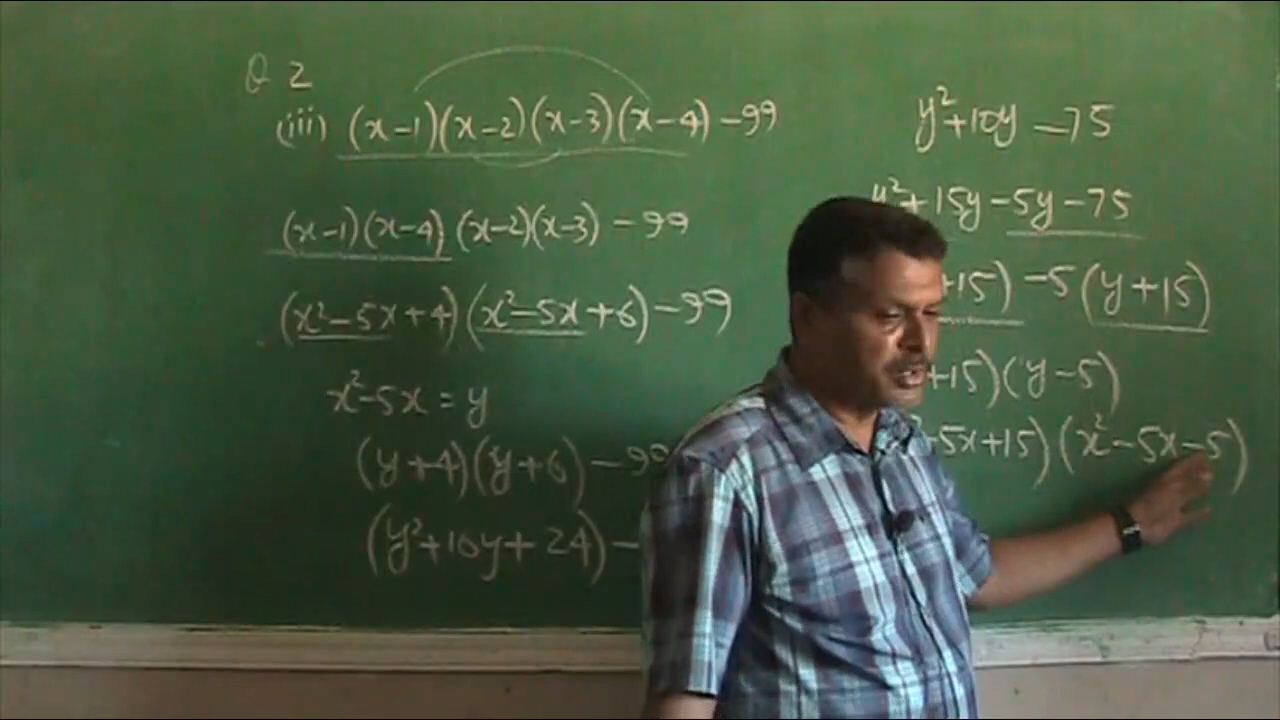 Q 2
(iii) (x-1)(x-2)(x-3)(x-4) -99
(x-1)(x-4) (x-2)(x-3) - 99
(x²-5x+4)(x²-5x+6)-99
x²-5x = y
(y+4)(y+6) -99
(y²+10y+24)-
y²+10y -75
y²+15y-5y-75
+15) -5(y+15)
+15)(y-5)
-5x+15)(x²-5x-5)